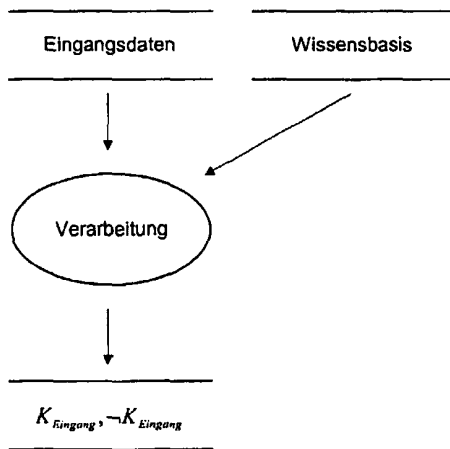 Eingangsdaten
Wissensbasis
Verarbeitung
K_Eingang, ¬K_Eingang